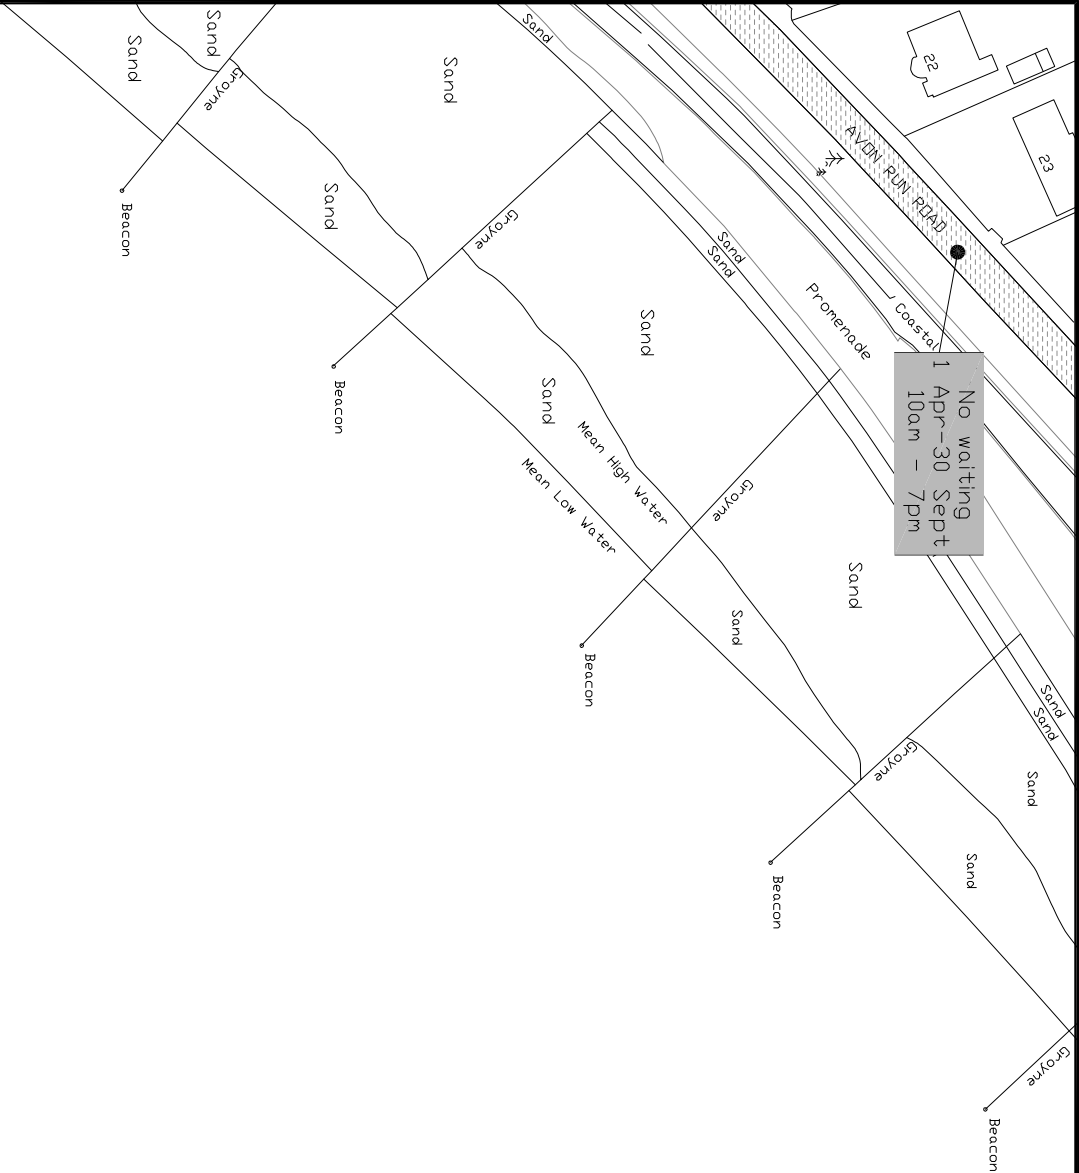 Sand
Sand
Groyne
Beacon
Sand
Sand
Sand
Groyne
Beacon
22
23
AVON RUN ROAD
Sand
Sand
Promenade
Coastal
No waiting
1 Apr-30 Sept
10am - 7pm
Sand
Sand
Mean High Water
Mean Low Water
Groyne
Beacon
Sand
Sand
Sand
Sand
Groyne
Beacon
Sand
Sand
Groyne
Beacon